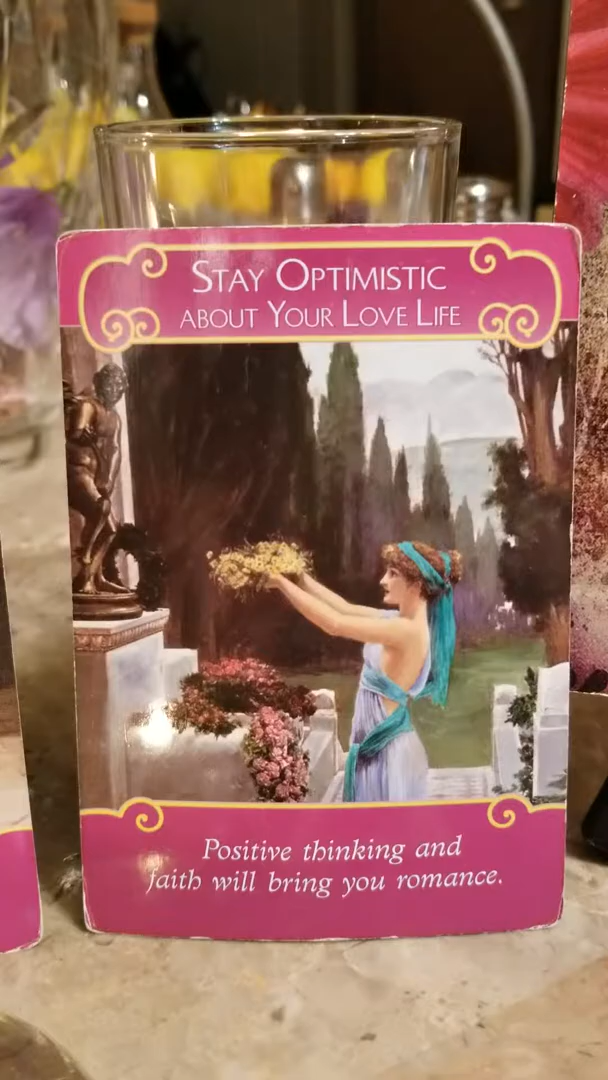 STAY OPTIMISTIC
ABOUT YOUR LOVE LIFE
Positive thinking and
faith will bring you romance.